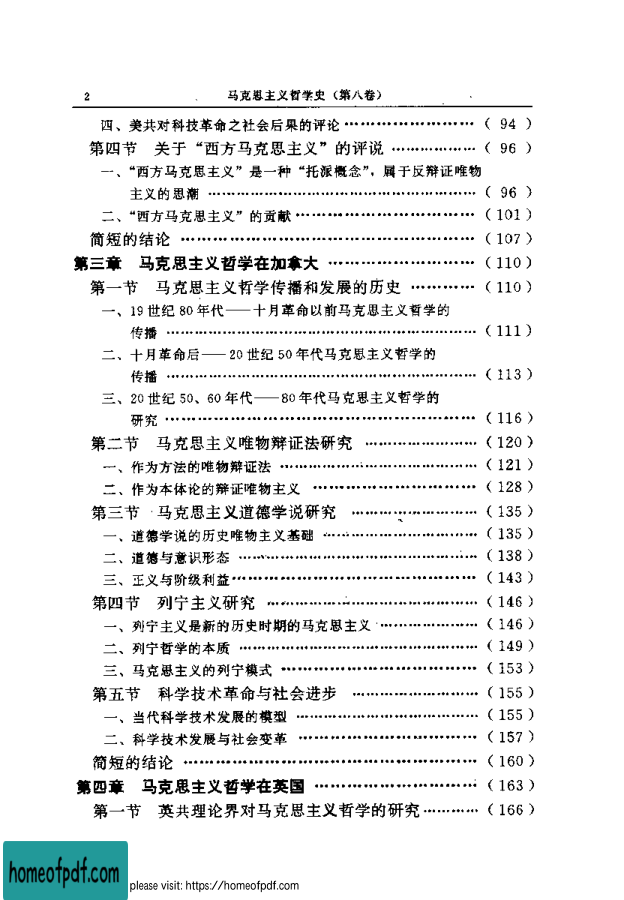 2 马克思主义哲学史（第八卷）
四、美共对科技革命之社会后果的评论 ……………………（ 94 ）
第四节 关于“西方马克思主义”的评说 ………………（ 96 ）
一、“西方马克思主义”是一种“托派概念”，属于反辩证唯物
主义的思潮 ……………………………………………（ 96 ）
二、“西方马克思主义”的贡献 ……………………………（101）
简短的结论 ………………………………………………（107）
第三章 马克思主义哲学在加拿大 ………………………（110）
第一节 马克思主义哲学传播和发展的历史 …………（110）
一、19世纪80年代——十月革命以前马克思主义哲学的
传播 ……………………………………………………（111）
二、十月革命后——20世纪50年代马克思主义哲学的
传播 ……………………………………………………（113）
三、20世纪50、60年代——80年代马克思主义哲学的
研究 ……………………………………………………（116）
第二节 马克思主义唯物辩证法研究 …………………（120）
一、作为方法的唯物辩证法 ………………………………（121）
二、作为本体论的辩证唯物主义 …………………………（128）
第三节 马克思主义道德学说研究 ……………………（135）
一、道德学说的历史唯物主义基础 ………………………（135）
二、道德与意识形态 ………………………………………（138）
三、正义与阶级利益 ………………………………………（143）
第四节 列宁主义研究 …………………………………（146）
一、列宁主义是新的历史时期的马克思主义 ……………（146）
二、列宁哲学的本质 ………………………………………（149）
三、马克思主义的列宁模式 ………………………………（153）
第五节 科学技术革命与社会进步 ……………………（155）
一、当代科学技术发展的模型 ……………………………（155）
二、科学技术发展与社会变革 ……………………………（157）
简短的结论 ………………………………………………（160）
第四章 马克思主义哲学在英国 …………………………（163）
第一节 英共理论界对马克思主义哲学的研究 ………（166）
homeofpdf.com
please visit: https://homeofpdf.com